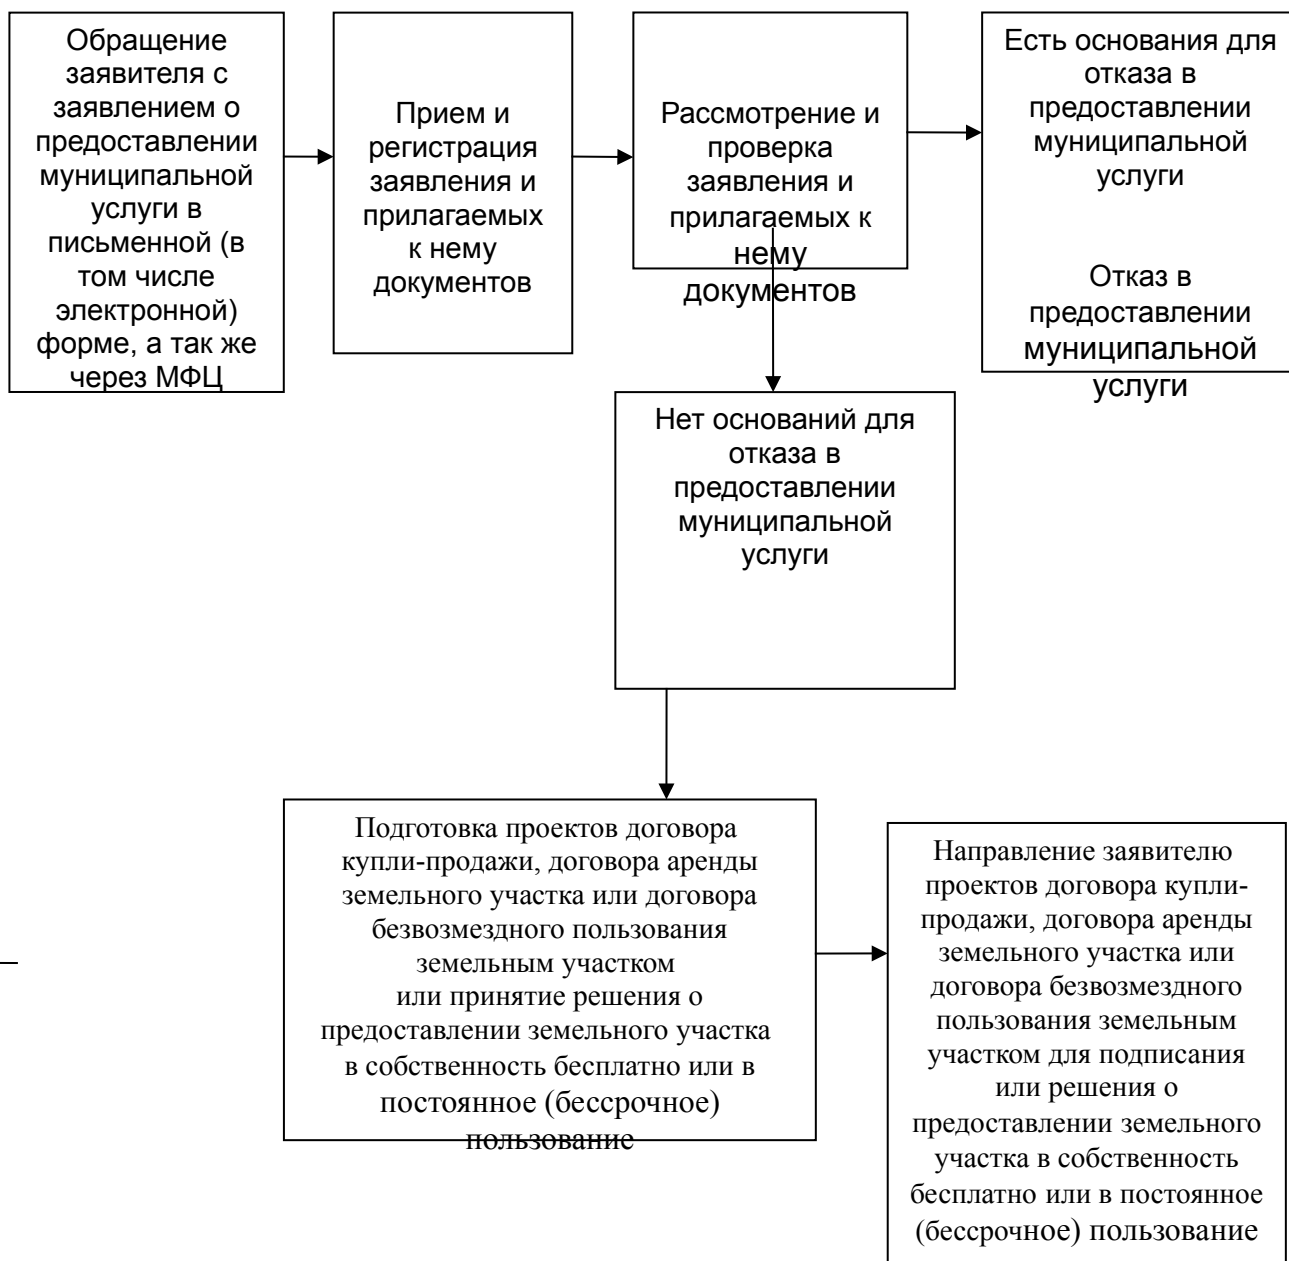 Обращение
заявителя с
заявлением о
предоставлении
муниципальной
услуги в
письменной (в
том числе
электронной)
форме, а так же
через МФЦ
Прием и
регистрация
заявления и
прилагаемых
к нему
документов
Рассмотрение и
проверка
заявления и
прилагаемых к
нему
документов
Есть основания для
отказа в
предоставлении
муниципальной
услуги
Отказ в
предоставлении
муниципальной
услуги
Нет оснований для
отказа в
предоставлении
муниципальной
услуги
Подготовка проектов договора
купли-продажи, договора аренды
земельного участка или договора
безвозмездного пользования
земельным участком
или принятие решения о
предоставлении земельного участка
в собственность бесплатно или в
постоянное (бессрочное)
пользование
Направление заявителю
проектов договора купли-
продажи, договора аренды
земельного участка или
договора безвозмездного
пользования земельным
участком для подписания
или решения о
предоставлении земельного
участка в собственность
бесплатно или в постоянное
(бессрочное) пользование